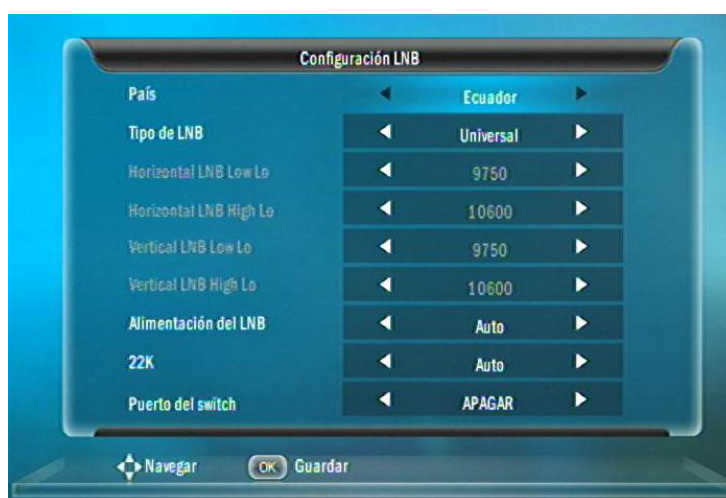 Configuración LNB
País Ecuador
Tipo de LNB Universal
Horizontal LNB Low Lo 9750
Horizontal LNB High Lo 10600
Vertical LNB Low Lo 9750
Vertical LNB High Lo 10600
Alimentación del LNB Auto
22K Auto
Puerto del switch APAGAR
Navegar OK Guardar